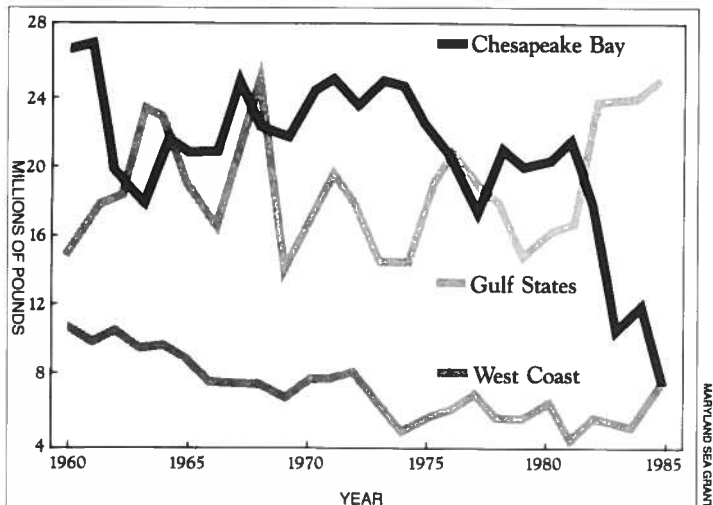 28
24
20
16
12
8
4
MILLIONS OF POUNDS
Chesapeake Bay
Gulf States
West Coast
1960 1965 1970 1975 1980 1985
YEAR
MARYLAND SEA GRANT